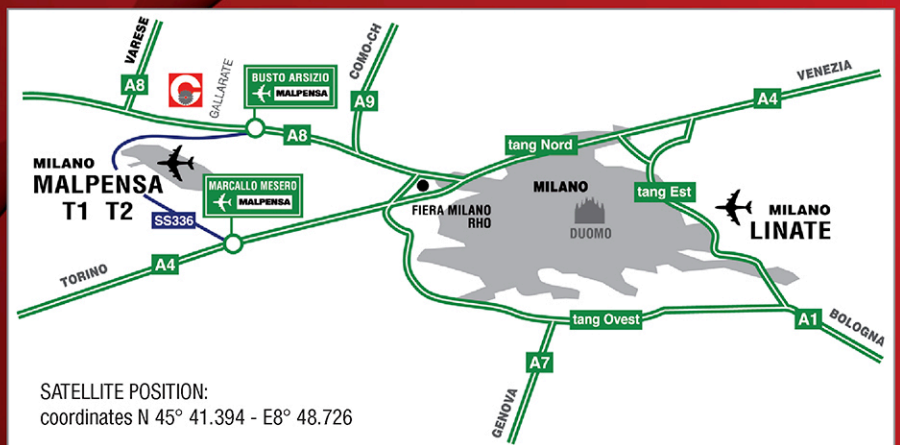 VARESE
A8
GALLARATE
BUSTO ARSIZIO
MALPENSA
COMO-CH
A9
A8
VENEZIA
A4
tang Nord
MILANO
MALPENSA
T1 T2
MARCALLO MESERO
MALPENSA
SS336
FIERA MILANO
RHO
MILANO
DUOMO
tang Est
MILANO
LINATE
TORINO
A4
tang Ovest
A1
BOLOGNA
A7
GENOVA
SATELLITE POSITION:
coordinates N 45° 41.394 - E8° 48.726